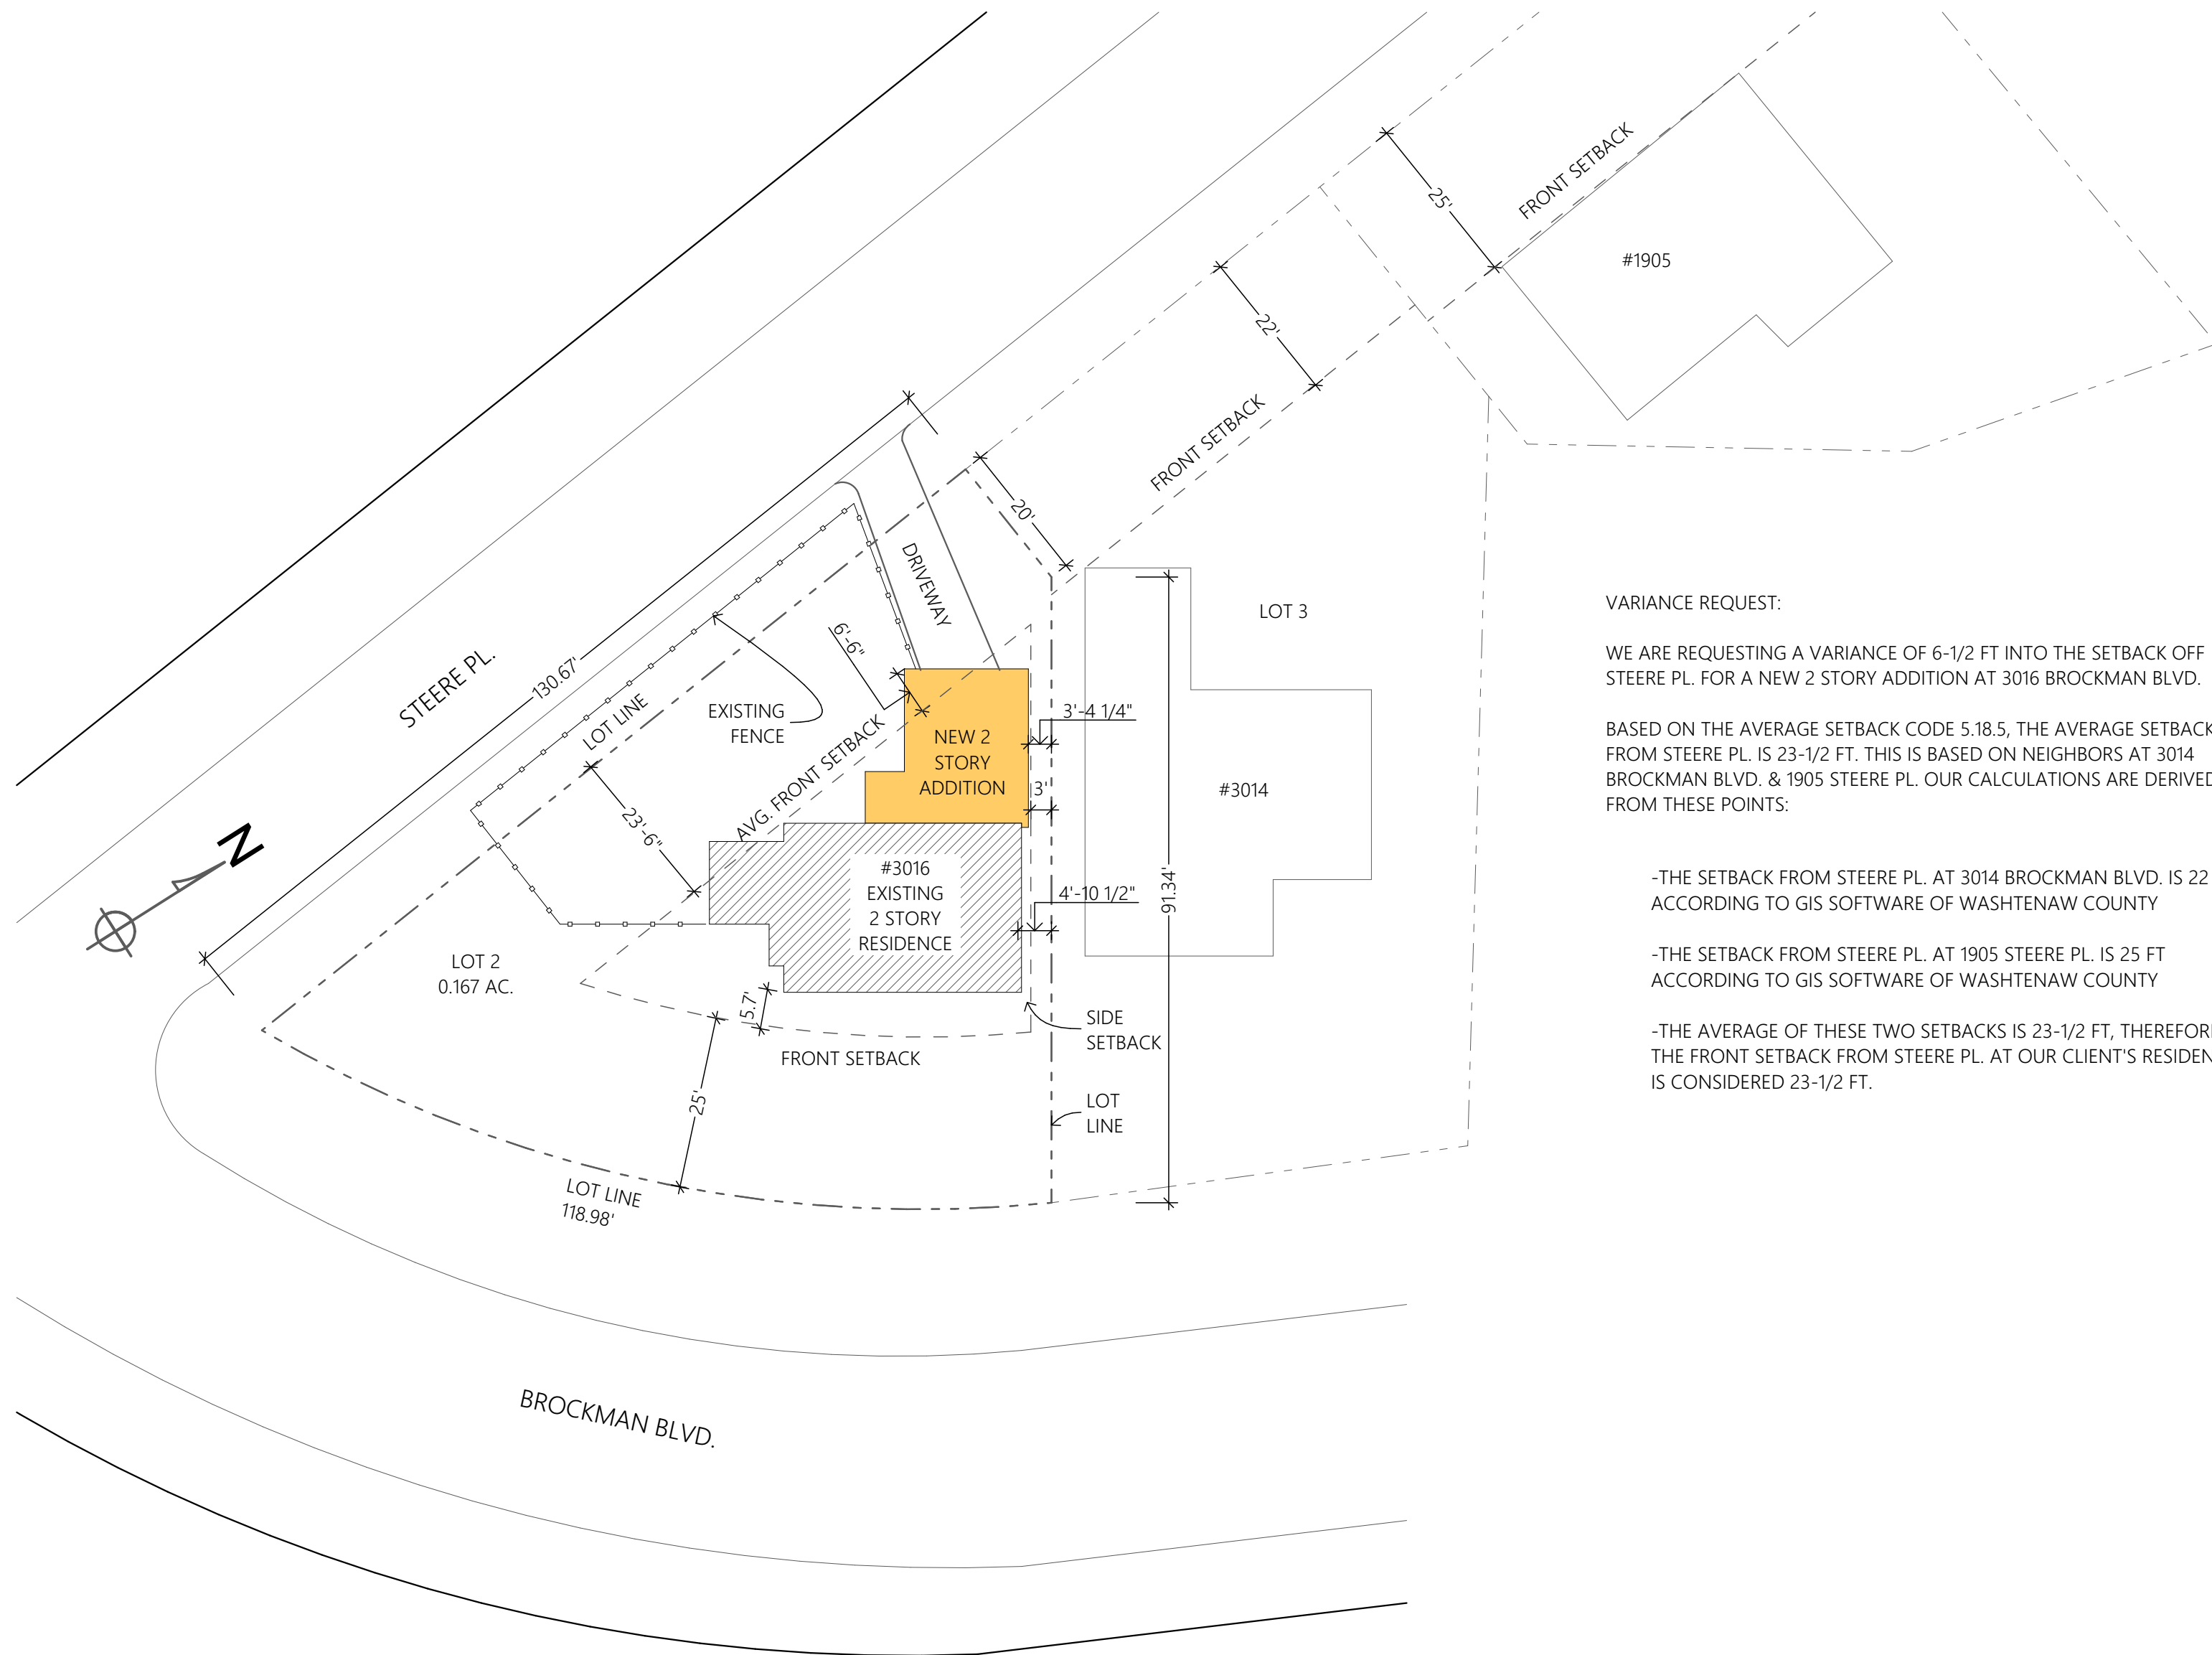 FRONT SETBACK
25'
#1905
22'
FRONT SETBACK
20'
DRIVEWAY
6'-6"
LOT 3
STEERE PL.
130.67'
LOT LINE
EXISTING
FENCE
AVG. FRONT SETBACK
NEW 2
STORY
ADDITION
3'-4 1/4"
3'
23'-6"
#3014
N
#3016
EXISTING
2 STORY
RESIDENCE
4'-10 1/2"
91.34'
LOT 2
0.167 AC.
5.7'
SIDE
SETBACK
FRONT SETBACK
25'
LOT
LINE
LOT LINE
118.98'
BROCKMAN BLVD.
VARIANCE REQUEST:
WE ARE REQUESTING A VARIANCE OF 6-1/2 FT INTO THE SETBACK OFF
STEERE PL. FOR A NEW 2 STORY ADDITION AT 3016 BROCKMAN BLVD.
BASED ON THE AVERAGE SETBACK CODE 5.18.5, THE AVERAGE SETBACK
FROM STEERE PL. IS 23-1/2 FT. THIS IS BASED ON NEIGHBORS AT 3014
BROCKMAN BLVD. & 1905 STEERE PL. OUR CALCULATIONS ARE DERIVED
FROM THESE POINTS:
-THE SETBACK FROM STEERE PL. AT 3014 BROCKMAN BLVD. IS 22
ACCORDING TO GIS SOFTWARE OF WASHTENAW COUNTY
-THE SETBACK FROM STEERE PL. AT 1905 STEERE PL. IS 25 FT
ACCORDING TO GIS SOFTWARE OF WASHTENAW COUNTY
-THE AVERAGE OF THESE TWO SETBACKS IS 23-1/2 FT,
THE FRONT SETBACK FROM STEERE PL. AT OUR CLIENT'S
IS CONSIDERED 23-1/2 FT.